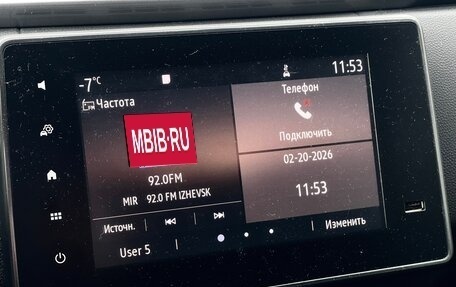 -7°C
11:53
Частота
Телефон
MBIB·RU
Подключить
92.0FM
02-20-2026
MIR 92.0 FM IZHEVSK
11:53
Источн.
Изменить
User 5